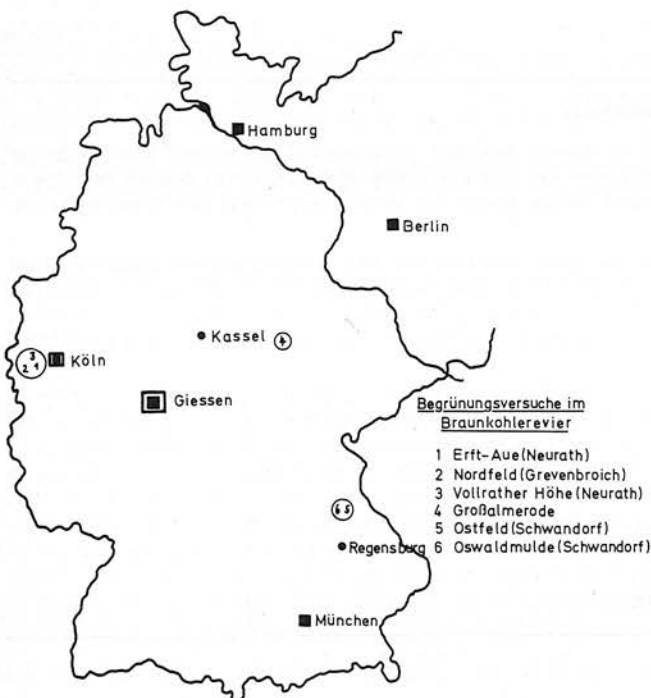 Hamburg
Berlin
Kassel
4
3
2 1
Köln
Giessen
Begrünungsversuche im
Braunkohlerevier
1 Erft-Aue (Neurath)
2 Nordfeld (Grevenbroich)
3 Vollrather Höhe (Neurath)
4 Großalmerode
5 Ostfeld (Schwandorf)
6 Oswaldmulde (Schwandorf)
6 5
Regensburg
München